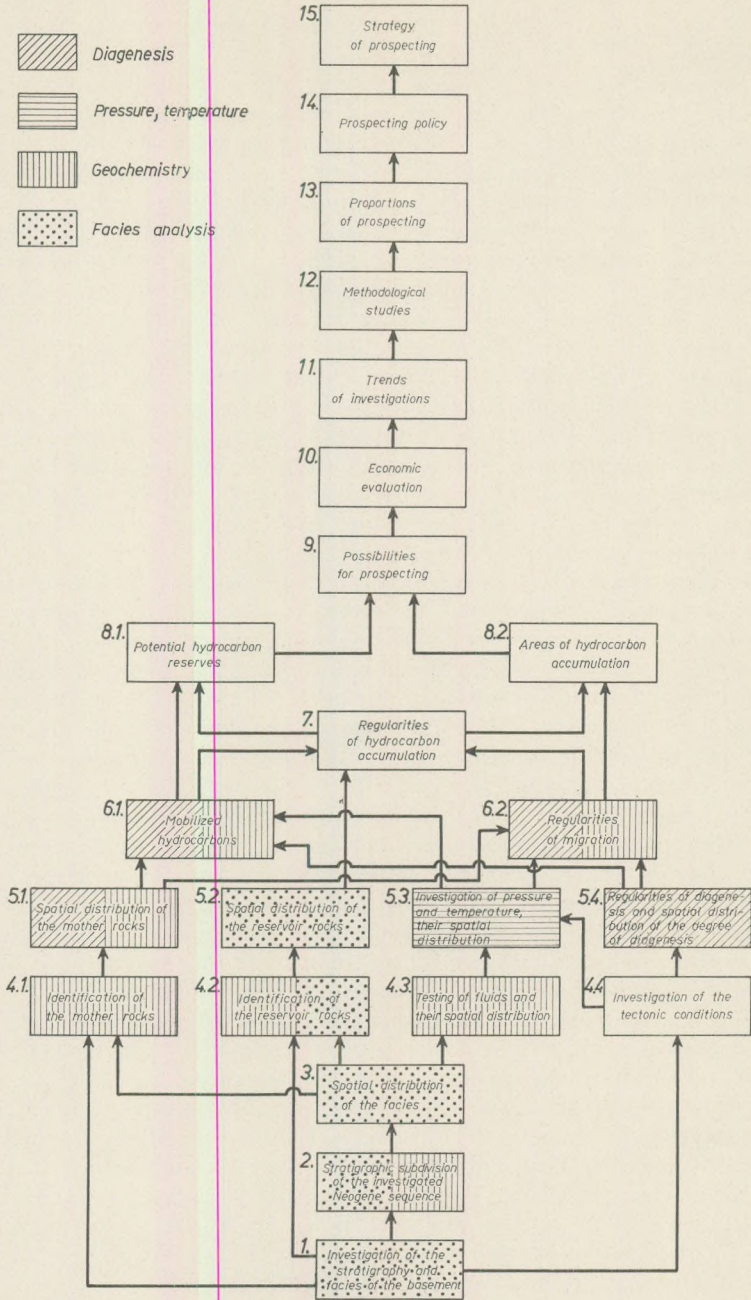 Diagenesis
Pressure, temperature
Geochemistry
Facies analysis
15.
Strategy
of prospecting
14.
Prospecting policy
13.
Proportions
of prospecting
12.
Methodological
studies
11.
Trends
of investigations
10.
Economic
evaluation
9.
Possibilities
for prospecting
8.1.
Potential hydrocarbon
reserves
8.2.
Areas of hydrocarbon
accumulation
7.
Regularities
of hydrocarbon
accumulation
6.1.
Mobilized
hydrocarbons
6.2.
Regularities
of migration
5.1.
Spatial distribution of
the mother rocks
5.2.
Spatial distribution of
the reservoir rocks
5.3.
Investigation of pressure
and temperature,
their spatial
distribution
5.4.
Regularities of diagene-
sis and spatial distri-
bution of the degree
of diagenesis
4.1.
Identification of
the mother rocks
4.2.
Identification of
the reservoir rocks
4.3.
Testing of fluids and
their spatial distribution
4.4.
Investigation of the
tectonic conditions
3.
Spatial distribution
of the facies
2.
Stratigraphic subdivision
of the investigated
Neogene sequence
1.
Investigation of the
stratigraphy and
facies of the basement